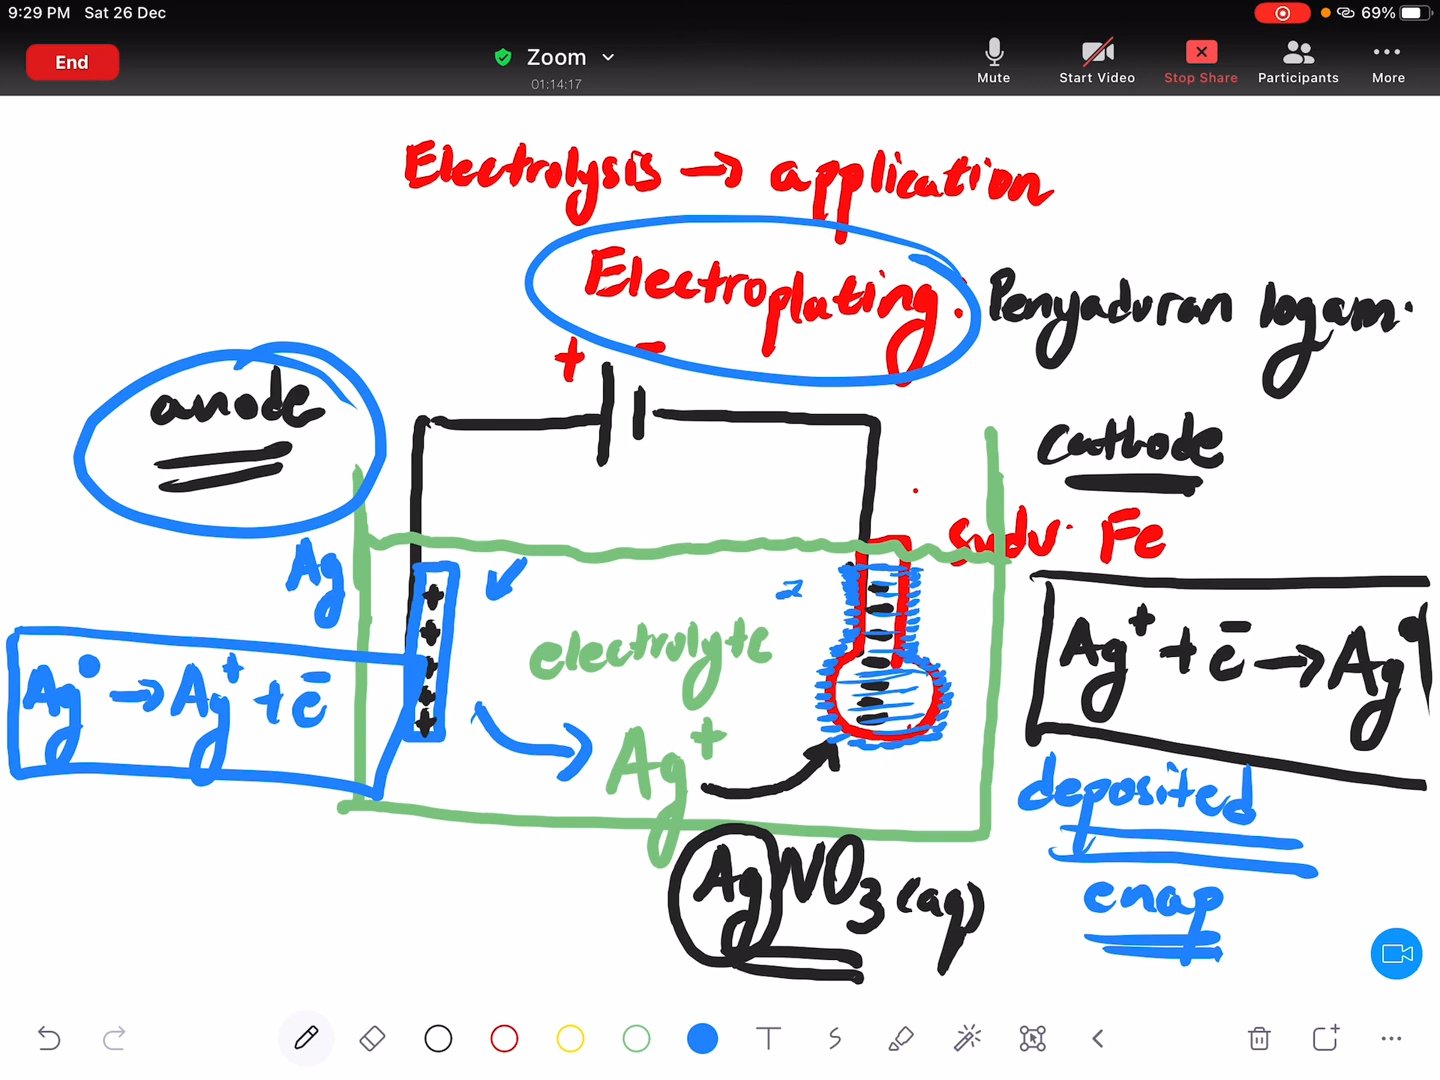 9:29 PM Sat 26 Dec
69%
End
Zoom
01:14:17
Mute
Start Video
Stop Share
Participants
More
Electrolysis → application
Electroplating.
Penyaduran logam.
+ -
anode
cathode
sudu. Fe
Ag
+
+
+
+
+
electrolyte
Ag• → Ag⁺ + ē
Ag⁺ + ē → Ag•
Ag⁺
deposited
AgNO₃ (aq)
enap
T